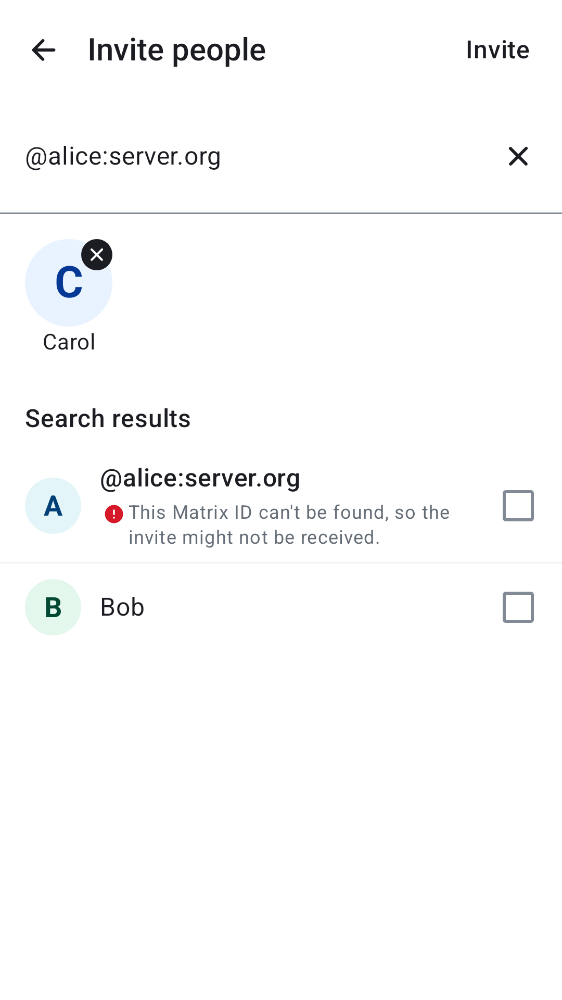 Invite people
Invite
@alice:server.org
C
Carol
Search results
A
@alice:server.org
This Matrix ID can't be found, so the
invite might not be received.
B
Bob